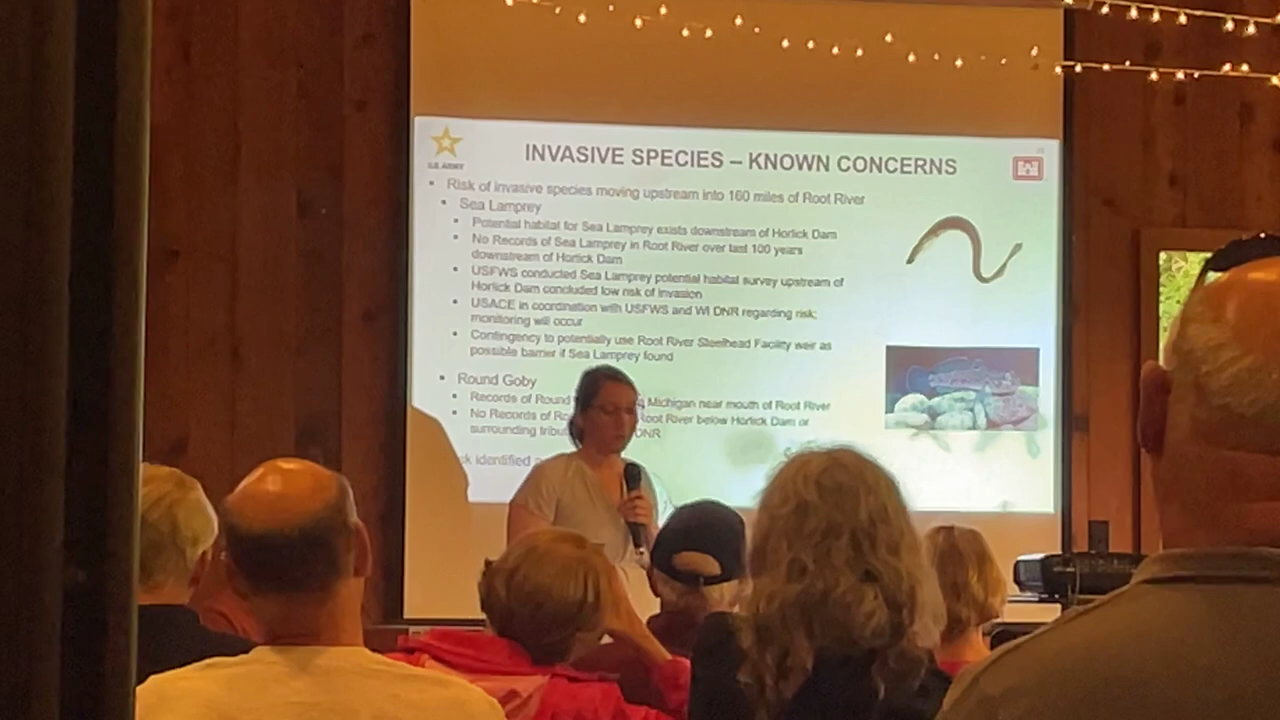 U.S. ARMY
INVASIVE SPECIES – KNOWN CONCERNS
• Risk of invasive species moving upstream into 160 miles of Root River
• Sea Lamprey
• Potential habitat for Sea Lamprey exists downstream of Horlick Dam
• No Records of Sea Lamprey in Root River over last 100 years
downstream of Horlick Dam
• USFWS conducted Sea Lamprey potential habitat survey upstream of
Horlick Dam concluded low risk of invasion
• USACE in coordination with USFWS and WI DNR regarding risk;
monitoring will occur
• Contingency to potentially use Root River Steelhead Facility weir as
possible barrier if Sea Lamprey found
• Round Goby
• Records of Round Michigan near mouth of Root River
• No Records of Root River below Horlick Dam or
surrounding DNR
identified